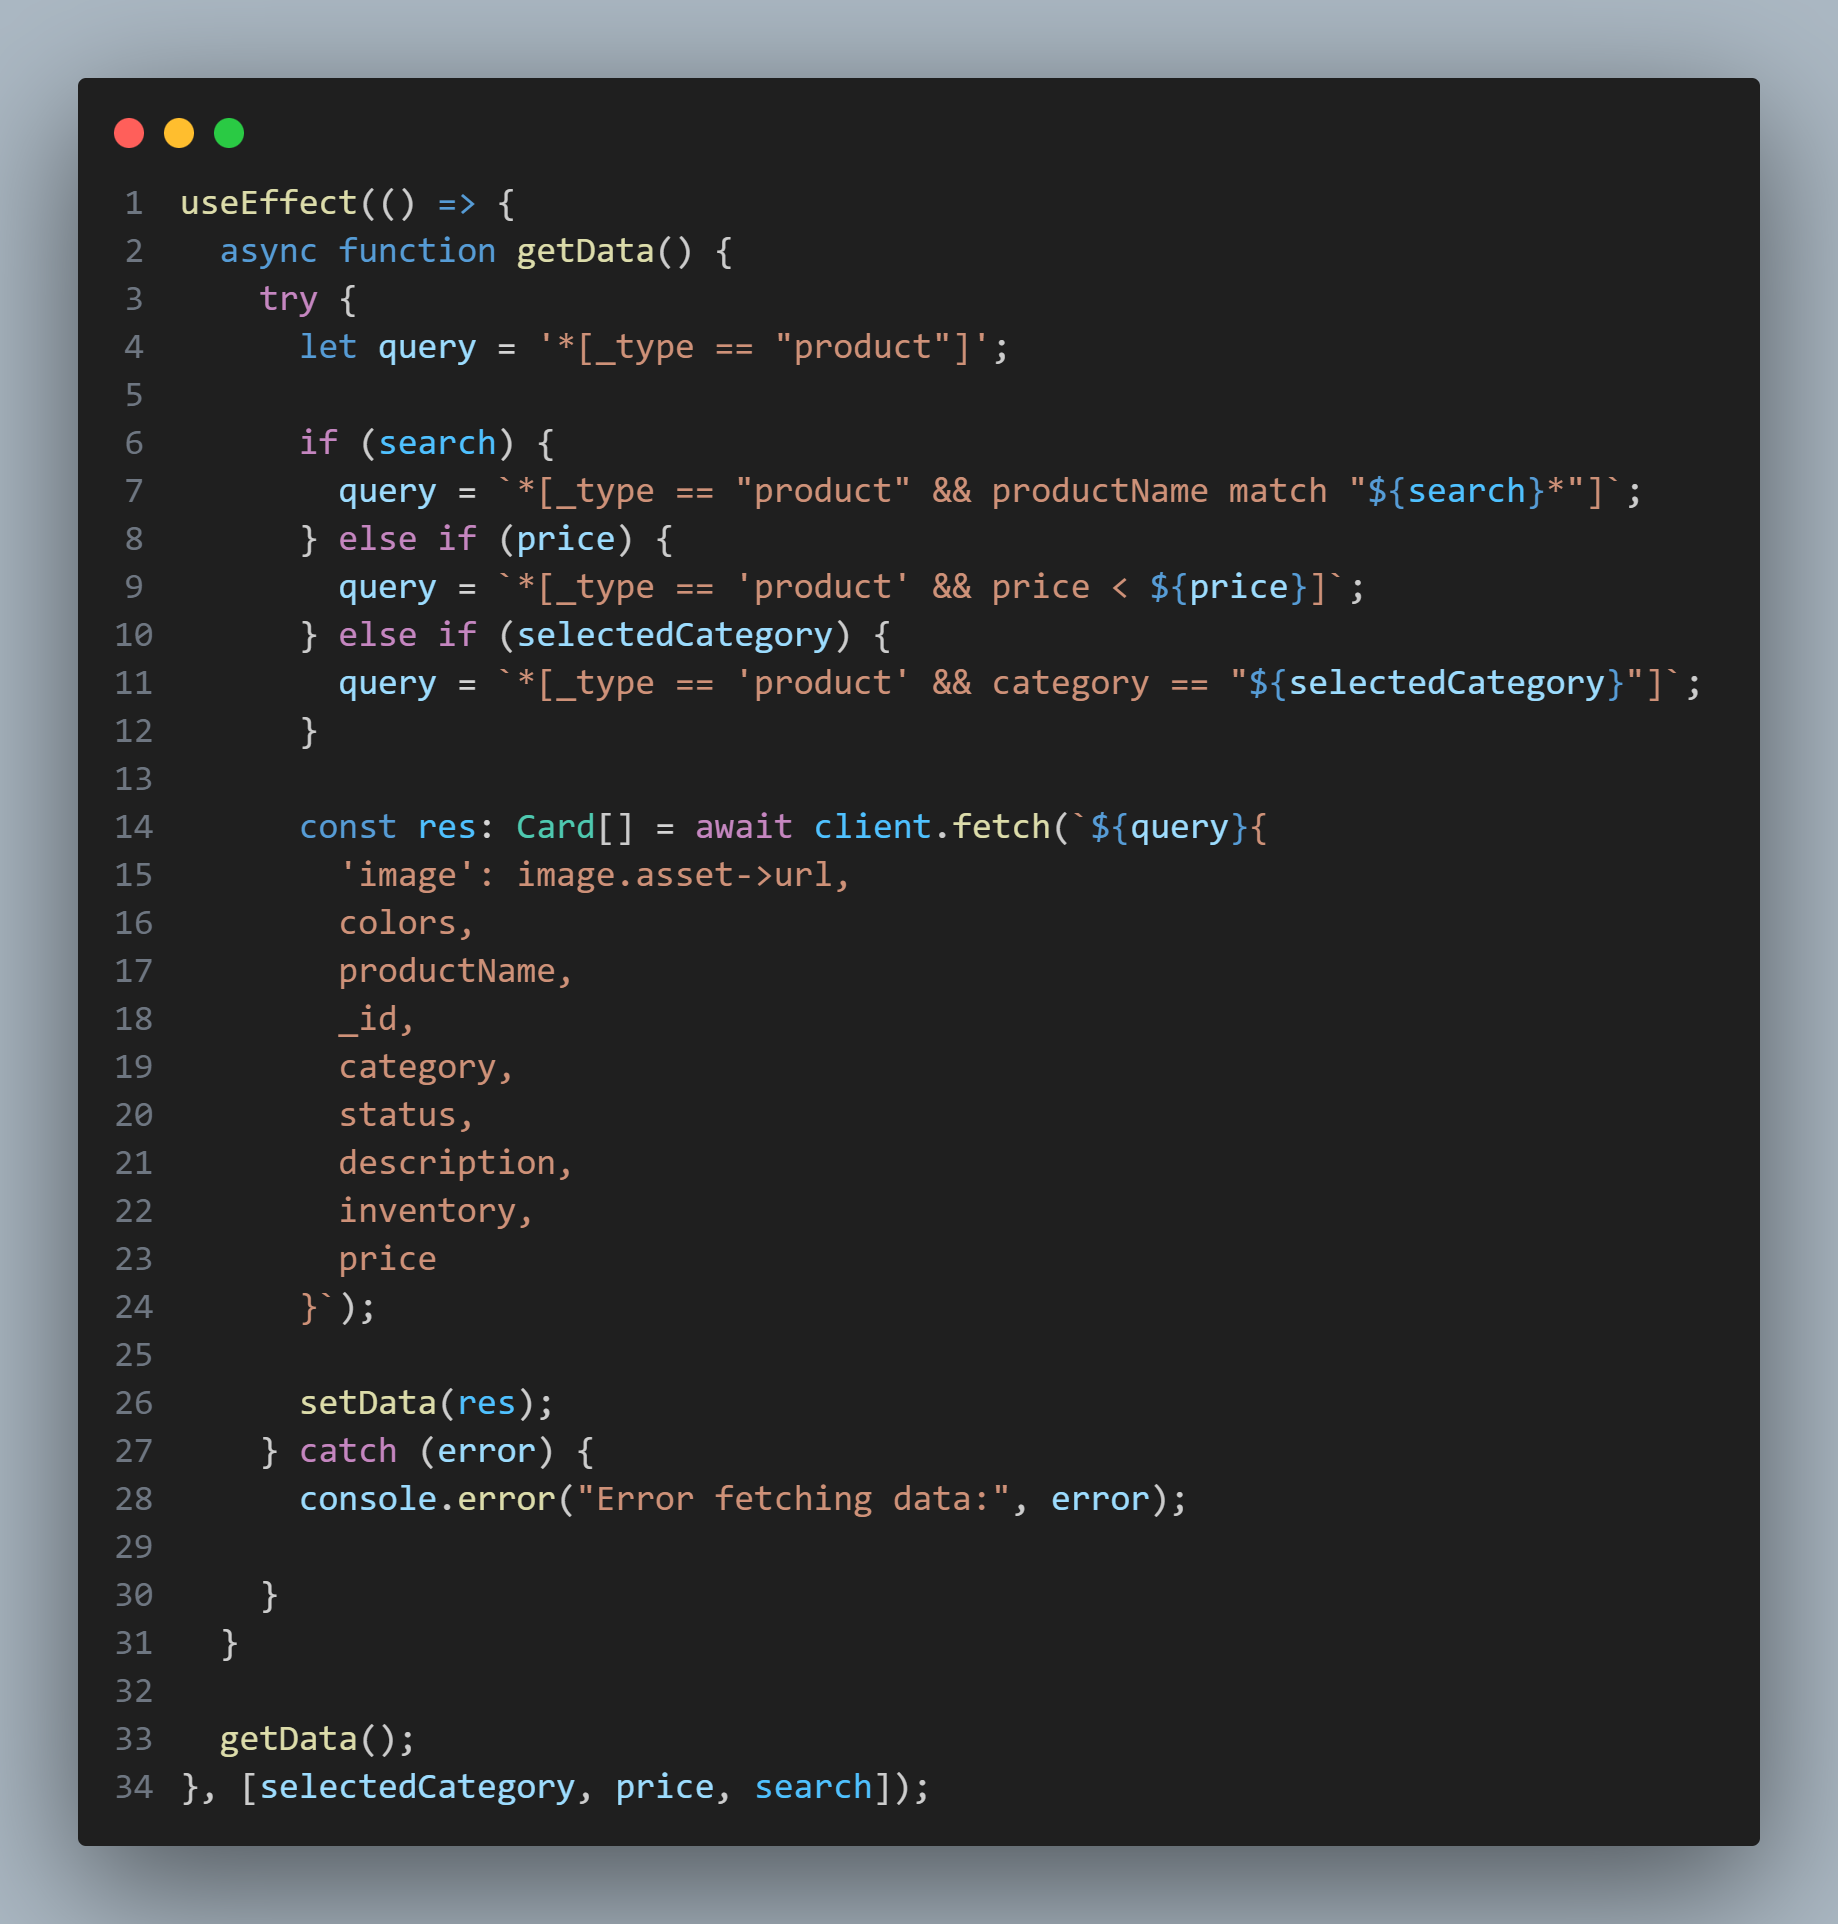 1 useEffect(() => {
2   async function getData() {
3     try {
4       let query = '*[_type == "product"]';
5
6       if (search) {
7         query = `*[_type == "product" && productName match "${search}*"]`;
8       } else if (price) {
9         query = `*[_type == 'product' && price < ${price}]`;
10       } else if (selectedCategory) {
11         query = `*[_type == 'product' && category == "${selectedCategory}"]`;
12       }
13
14       const res: Card[] = await client.fetch(`${query}{
15         'image': image.asset->url,
16         colors,
17         productName,
18         _id,
19         category,
20         status,
21         description,
22         inventory,
23         price
24       }`);
25
26       setData(res);
27     } catch (error) {
28       console.error("Error fetching data:", error);
29
30     }
31   }
32
33   getData();
34 }, [selectedCategory, price, search]);